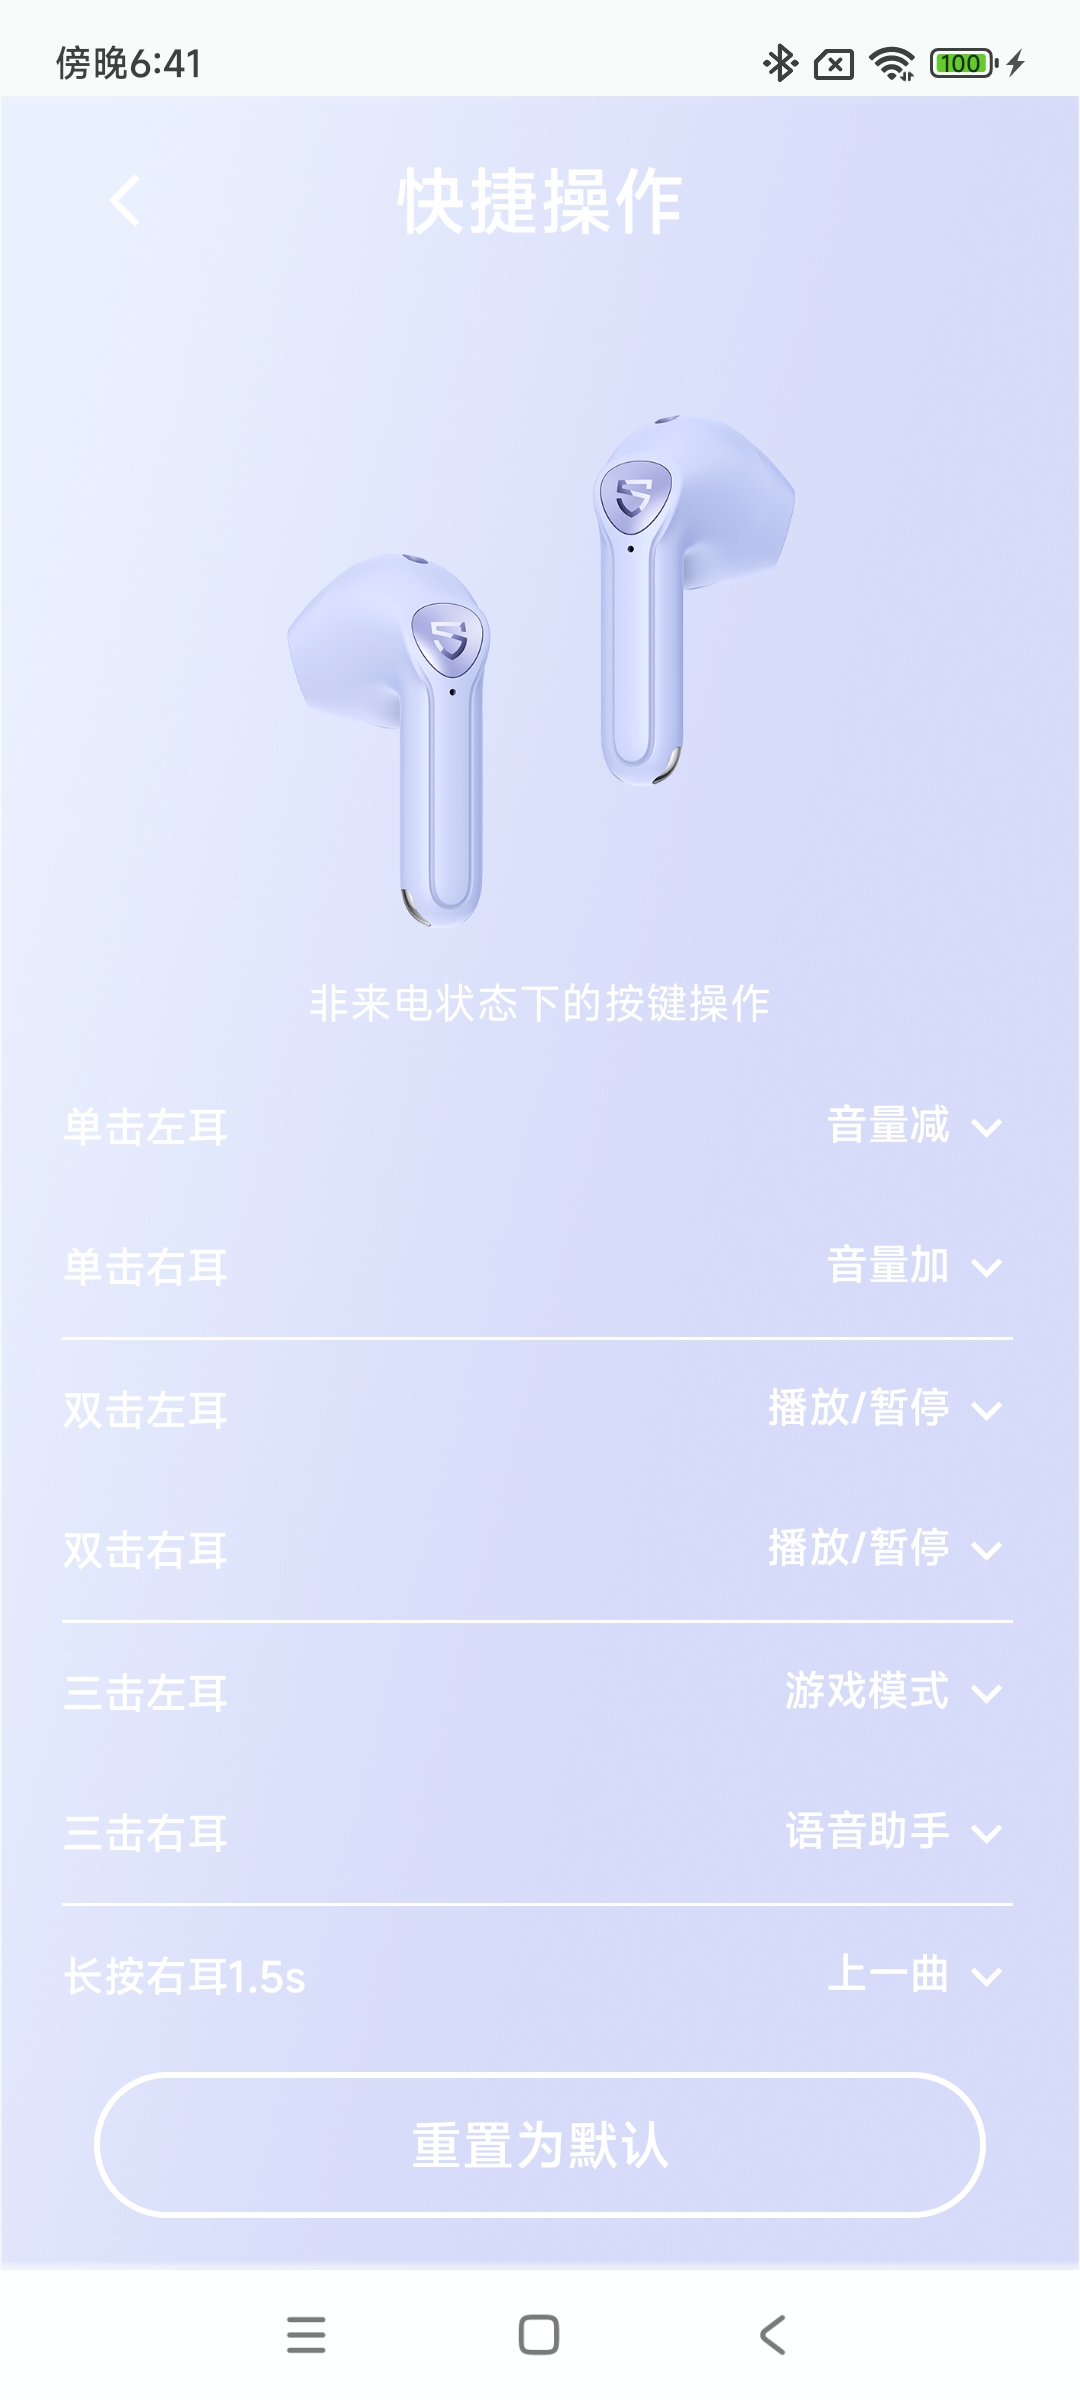 傍晚6:41
100
快捷操作
非来电状态下的按键操作
单击左耳 音量减
单击右耳 音量加
双击左耳 播放/暂停
双击右耳 播放/暂停
三击左耳 游戏模式
三击右耳 语音助手
长按右耳1.5s 上一曲
重置为默认